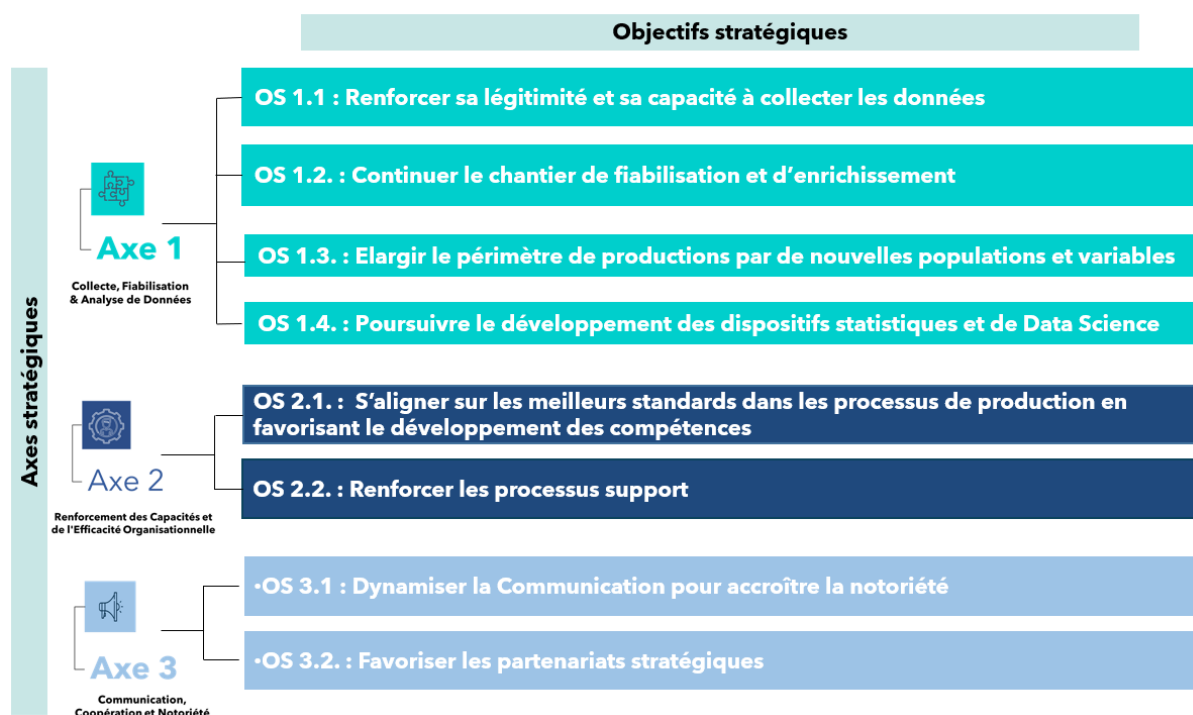 Objectifs stratégiques
Axes stratégiques
Axe 1
Collecte, Fiabilisation
& Analyse de Données
OS 1.1 : Renforcer sa légitimité et sa capacité à collecter les données
OS 1.2. : Continuer le chantier de fiabilisation et d’enrichissement
OS 1.3. : Elargir le périmètre de productions par de nouvelles populations et variables
OS 1.4. : Poursuivre le développement des dispositifs statistiques et de Data Science
Axe 2
Renforcement des Capacités et
de l'Efficacité Organisationnelle
OS 2.1. : S’aligner sur les meilleurs standards dans les processus de production en
favorisant le développement des compétences
OS 2.2. : Renforcer les processus support
Axe 3
Communication,
Coopération et Notoriété
•OS 3.1 : Dynamiser la Communication pour accroître la notoriété
•OS 3.2. : Favoriser les partenariats stratégiques